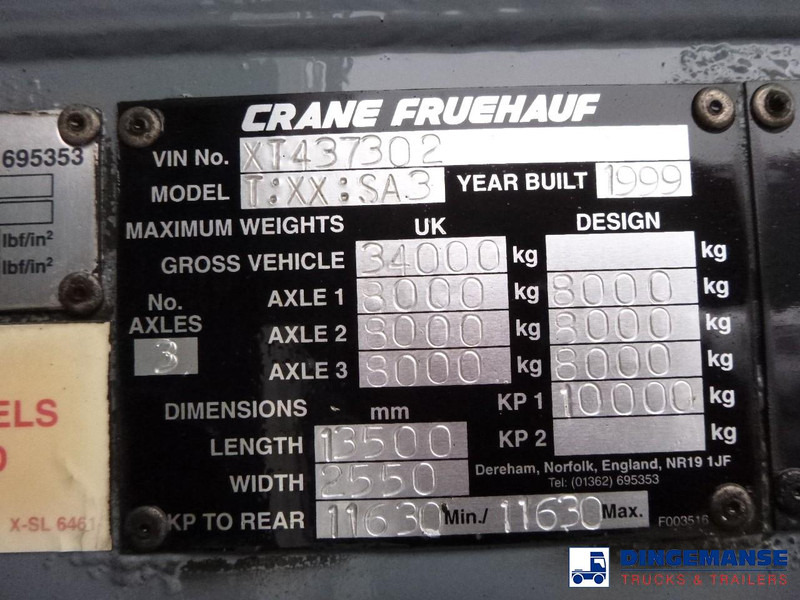 CRANE FRUEHAUF
VIN No. XT437302
MODEL T:XX:SA3 YEAR BUILT 1999
MAXIMUM WEIGHTS UK DESIGN
GROSS VEHICLE 34000 kg kg
No. AXLES 3
AXLE 1 8000 kg 8000 kg
AXLE 2 8000 kg 8000 kg
AXLE 3 8000 kg 8000 kg
DIMENSIONS mm KP 1 10000 kg
LENGTH 13500 KP 2 kg
WIDTH 2550
Dereham, Norfolk, England, NR19 1JF
Tel: (01362) 695353
KP TO REAR 11630 Min./ 11630 Max.
F003516
695353
lbf/in²
lbf/in²
ELS
X-SL 6461
DINGEMANSE
TRUCKS & TRAILERS